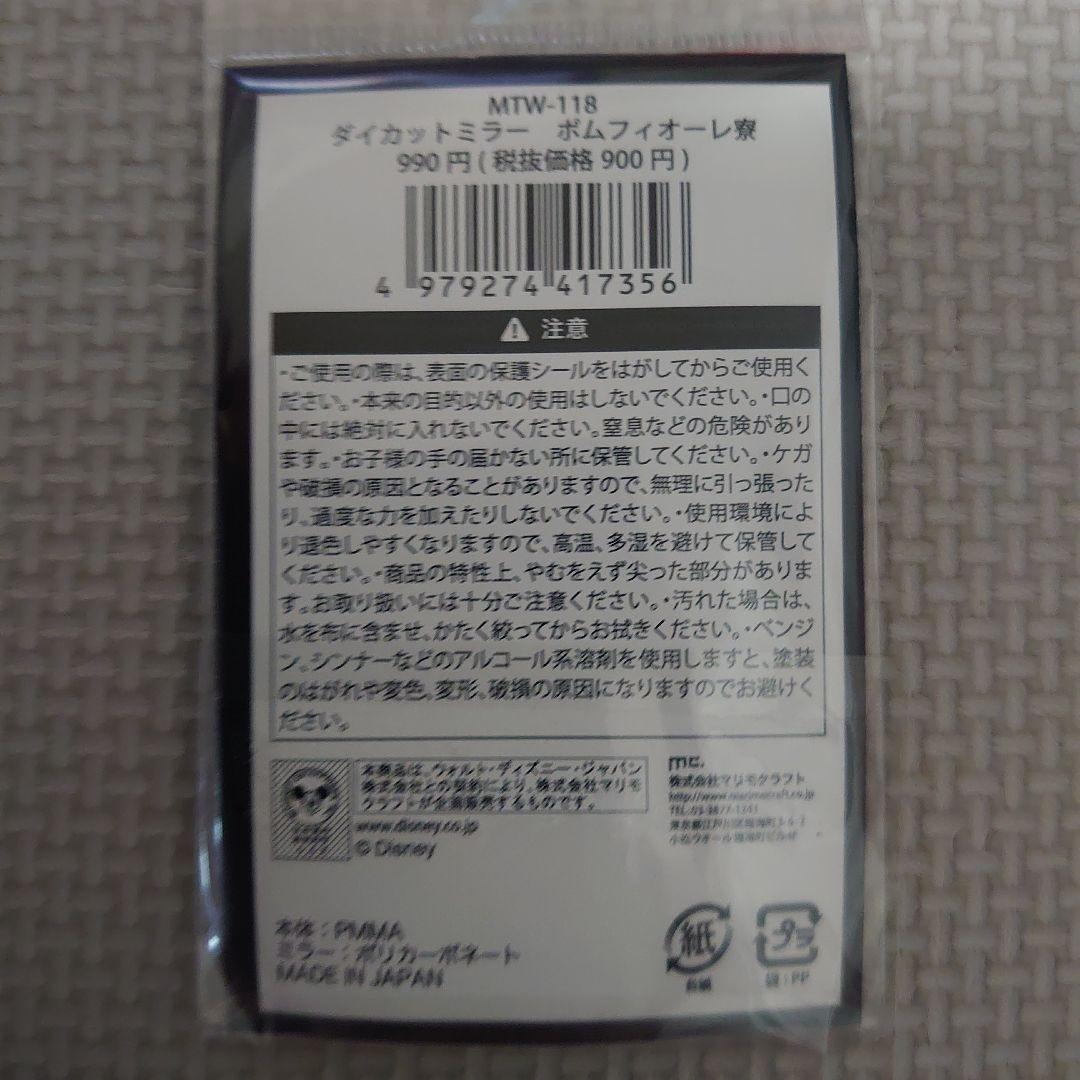 MTW-118
ダイカットミラー　ポムフィオーレ寮
990 円 ( 税抜価格 900 円 )
4 979274 417356
注意
・ご使用の際は、表面の保護シールをはがしてからご使用く
ださい。・本来の目的以外の使用はしないでください。・口の
中には絶対に入れないでください。窒息などの危険があり
ます。・お子様の手の届かない所に保管してください。・ケガ
や破損の原因となることがありますので、無理に引っ張った
り、過度な力を加えたりしないでください。・使用環境によ
り退色しやすくなりますので、高温、多湿を避けて保管して
ください。・商品の特性上、やむをえず尖った部分がありま
す。お取り扱いには十分ご注意ください。・汚れた場合は、
水を布に含ませ、かたく絞ってからお拭きください。・ベンジ
ン。シンナーなどのアルコール系溶剤を使用しますと、塗装
のはがれや変色、変形、破損の原因になりますのでお避けく
ださい。
本商品は、ウォルト・ディズニー・ジャパン
株式会社との契約により、株式会社マリモ
クラフトが企画販売するものです。
www.disney.co.jp
© Disney
mc.
株式会社マリモクラフト
http://www.marimocraft.co.jp
本体：PMMA
ミラー：ポリカーボネート
MADE IN JAPAN
紙
台紙
プラ
袋：PP